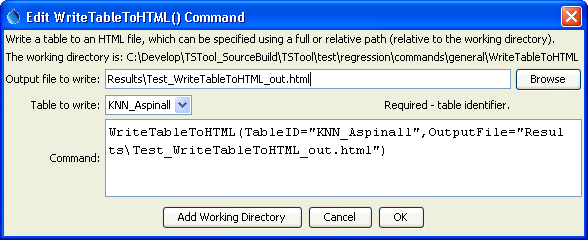 Edit WriteTableToHTML() Command
Write a table to an HTML file, which can be specified using a full or relative path (relative to the working directory).
The working directory is: C:\Develop\TSTool_SourceBuild\TSTool\test\regression\commands\general\WriteTableToHTML
Output file to write: Results\Test_WriteTableToHTML_out.html Browse
Table to write: KNN_Aspinall Required - table identifier.
WriteTableToHTML(TableID="KNN_Aspinall",OutputFile="Resul
Command: ts\Test_WriteTableToHTML_out.html")
Add Working Directory Cancel OK